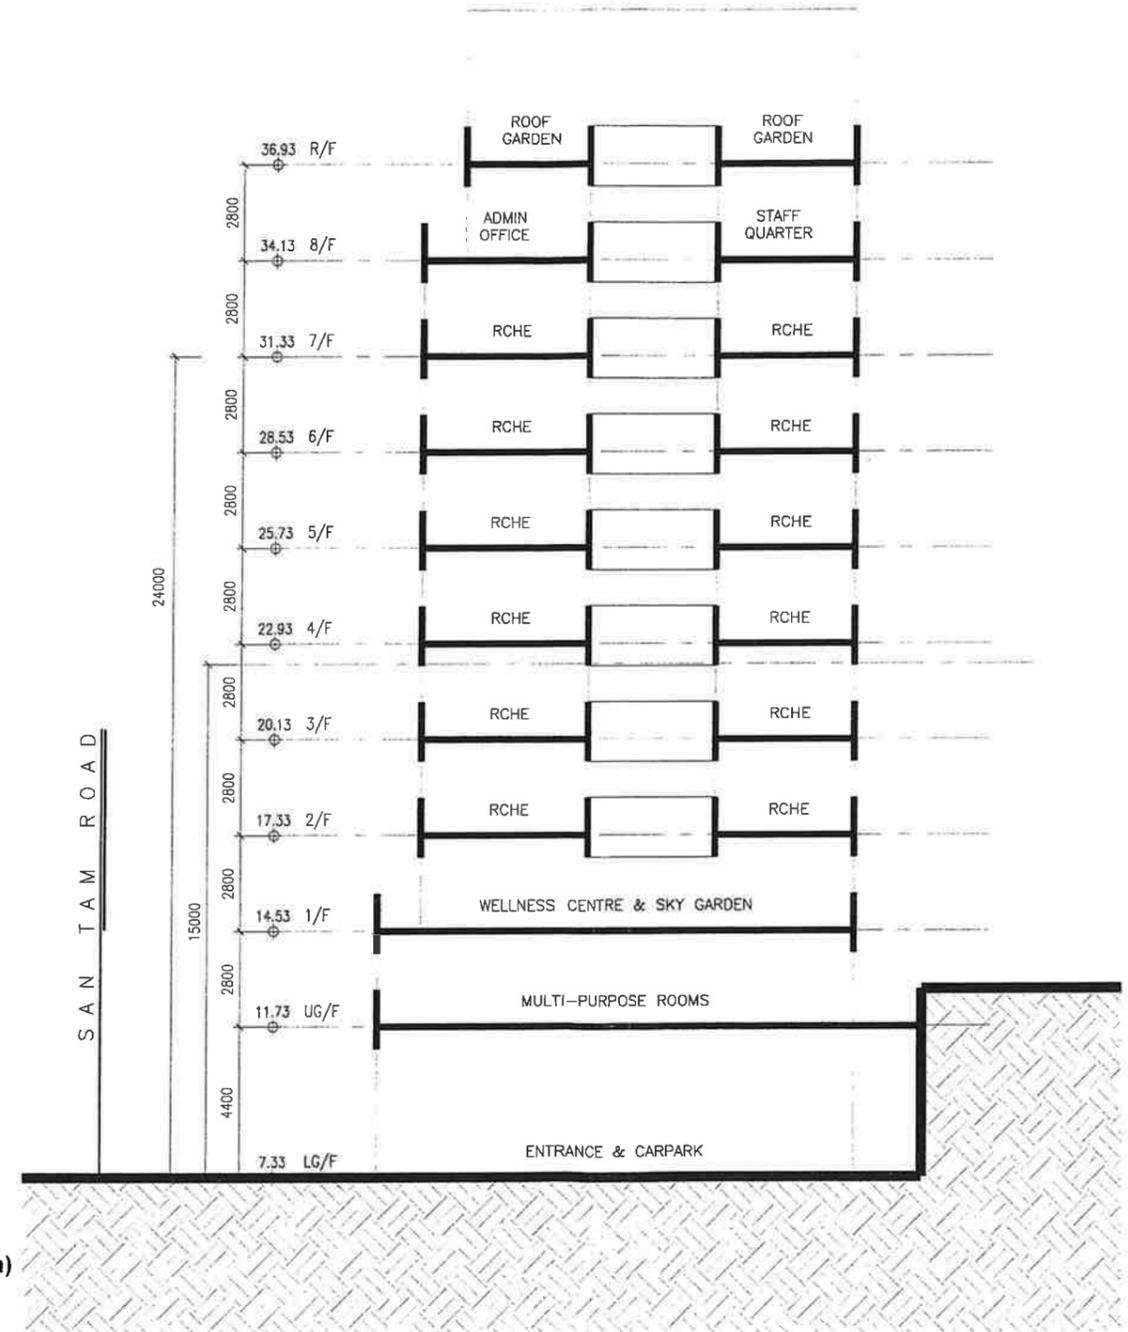 ROOF
GARDEN
ROOF
GARDEN
36.93 R/F
2800
ADMIN
OFFICE
STAFF
QUARTER
34.13 8/F
2800
RCHE
RCHE
31.33 7/F
2800
RCHE
RCHE
28.53 6/F
2800
RCHE
RCHE
25.73 5/F
24000
2800
RCHE
RCHE
22.93 4/F
2800
RCHE
RCHE
20.13 3/F
2800
RCHE
RCHE
17.33 2/F
2800
WELLNESS CENTRE & SKY GARDEN
14.53 1/F
15000
2800
MULTI-PURPOSE ROOMS
11.73 UG/F
SAN TAM ROAD
4400
ENTRANCE & CARPARK
7.33 LG/F